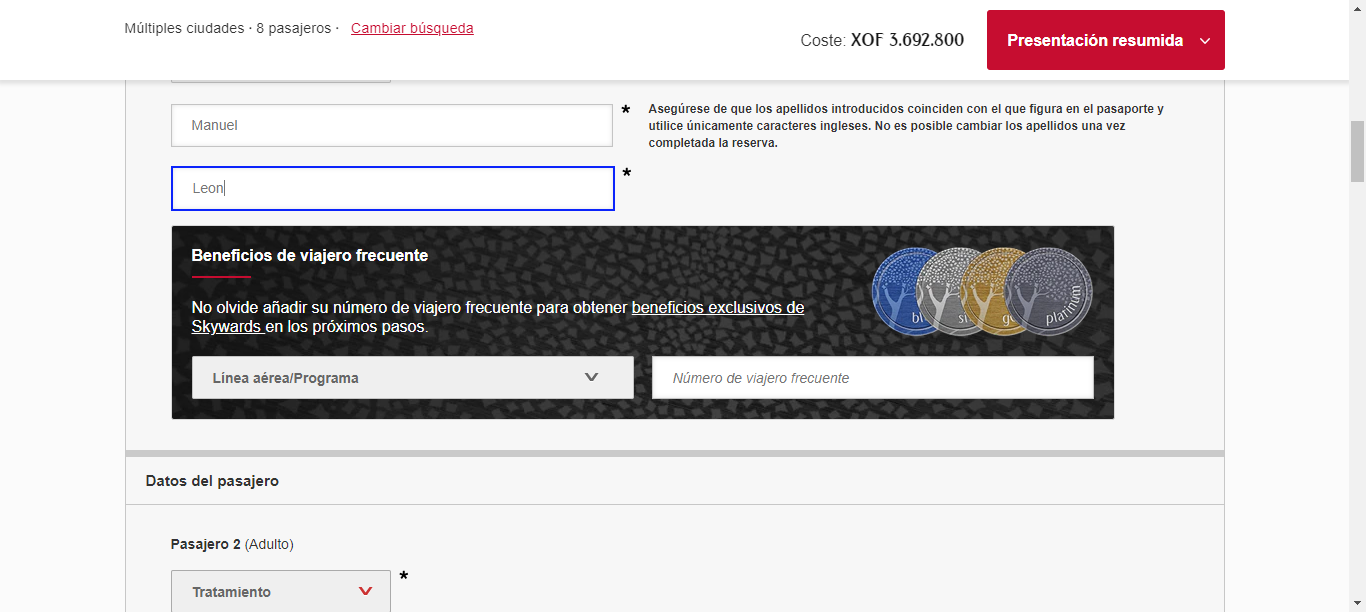 Múltiples ciudades · 8 pasajeros · Cambiar búsqueda
Coste: XOF 3.692.800
Presentación resumida
Manuel
*
Asegúrese de que los apellidos introducidos coinciden con el que figura en el pasaporte y
utilice únicamente caracteres ingleses. No es posible cambiar los apellidos una vez
completada la reserva.
Leon
*
Beneficios de viajero frecuente
No olvide añadir su número de viajero frecuente para obtener beneficios exclusivos de
Skywards en los próximos pasos.
platinum
Línea aérea/Programa
Número de viajero frecuente
Datos del pasajero
Pasajero 2 (Adulto)
Tratamiento
*